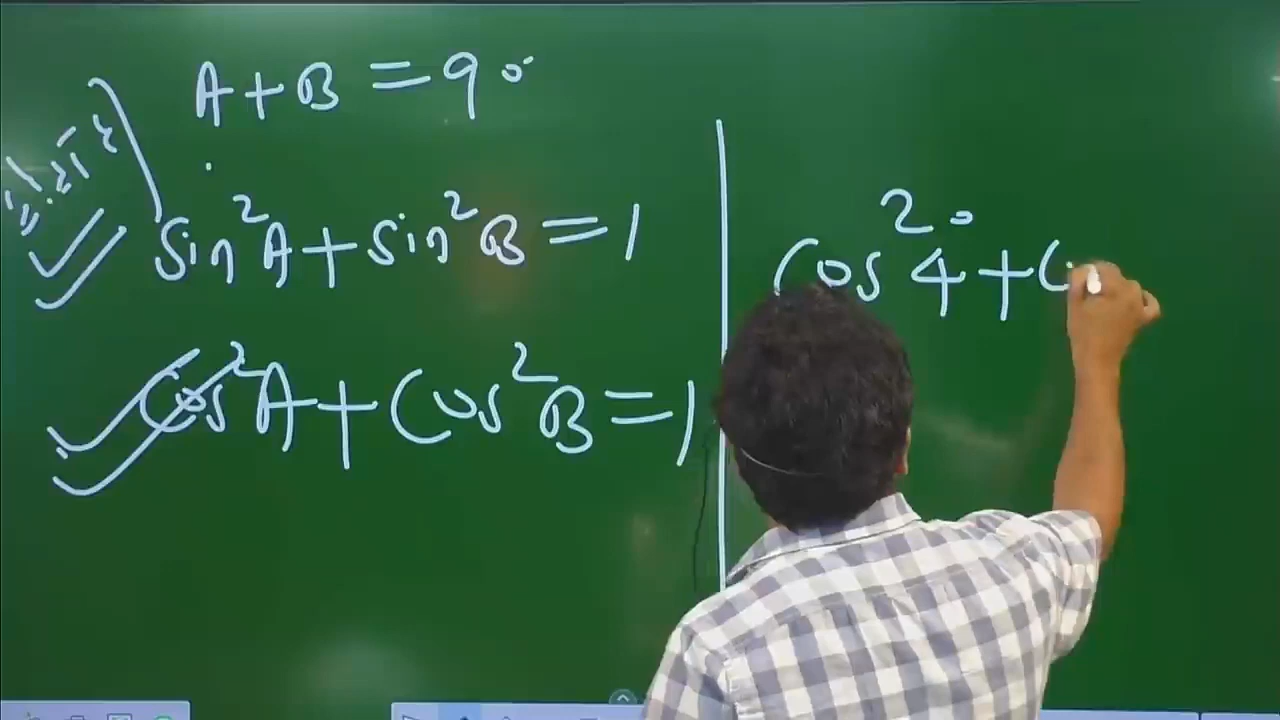 A + B = 90°
sin²A + sin²B = 1
cos²A + cos²B = 1
cos²4° + c